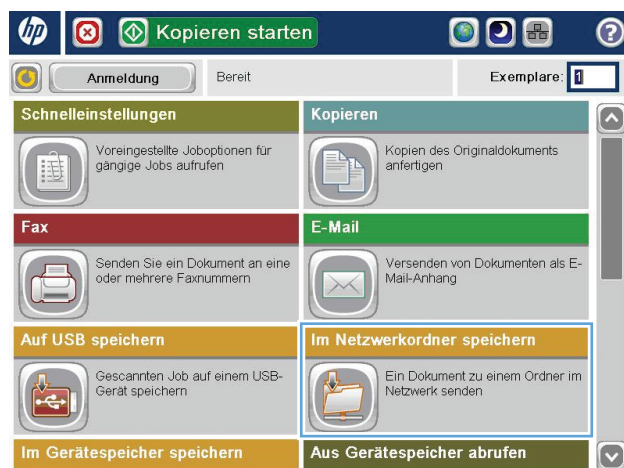 hp
Kopieren starten
?
Anmeldung
Bereit
Exemplare: 1
Schnelleinstellungen
Voreingestellte Joboptionen für
gängige Jobs aufrufen
Kopieren
Kopien des Originaldokuments
anfertigen
Fax
Senden Sie ein Dokument an eine
oder mehrere Faxnummern
E-Mail
Versenden von Dokumenten als E-
Mail-Anhang
Auf USB speichern
Gescannten Job auf einem USB-
Gerät speichern
Im Netzwerkordner speichern
Ein Dokument zu einem Ordner im
Netzwerk senden
Im Gerätespeicher speichern
Aus Gerätespeicher abrufen